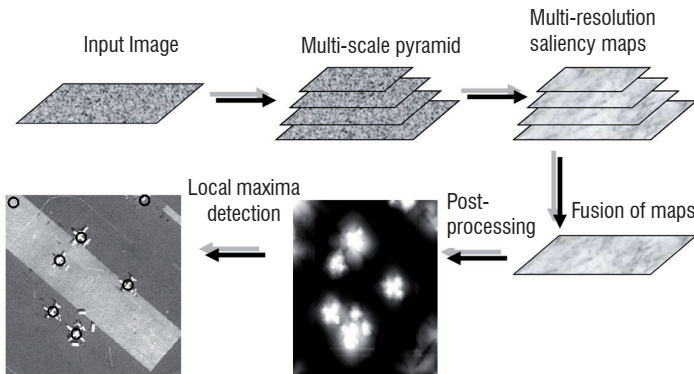 Input Image
Multi-scale pyramid
Multi-resolution
saliency maps
Fusion of maps
Post-
processing
Local maxima
detection